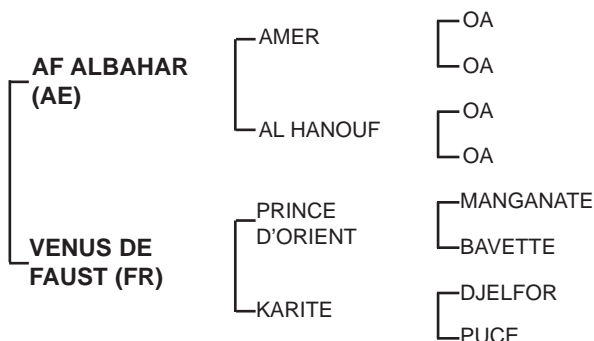 AF ALBAHAR
(AE)
AMER
OA
OA
AL HANOUF
OA
OA
VENUS DE
FAUST (FR)
PRINCE
D'ORIENT
MANGANATE
BAVETTE
KARITE
DJELFOR
PUCE